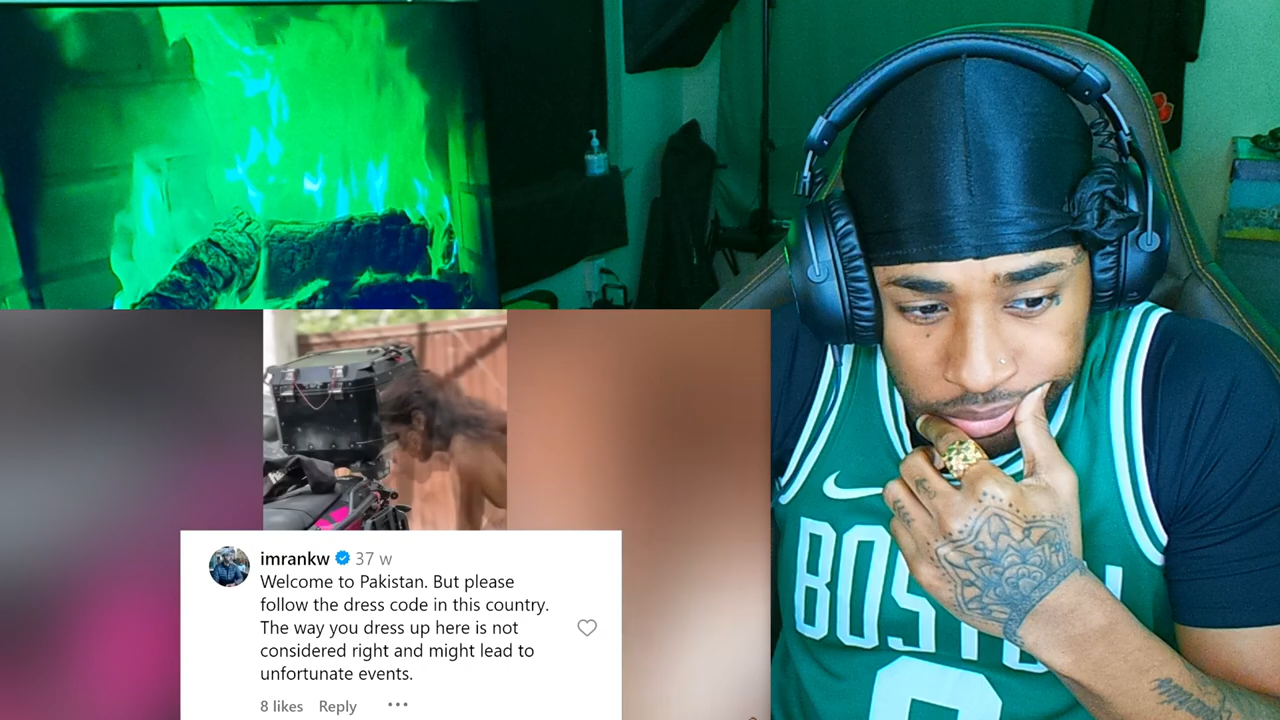 imrankw 37 w
Welcome to Pakistan. But please
follow the dress code in this country.
The way you dress up here is not
considered right and might lead to
unfortunate events.
8 likes Reply •••
BOSTON